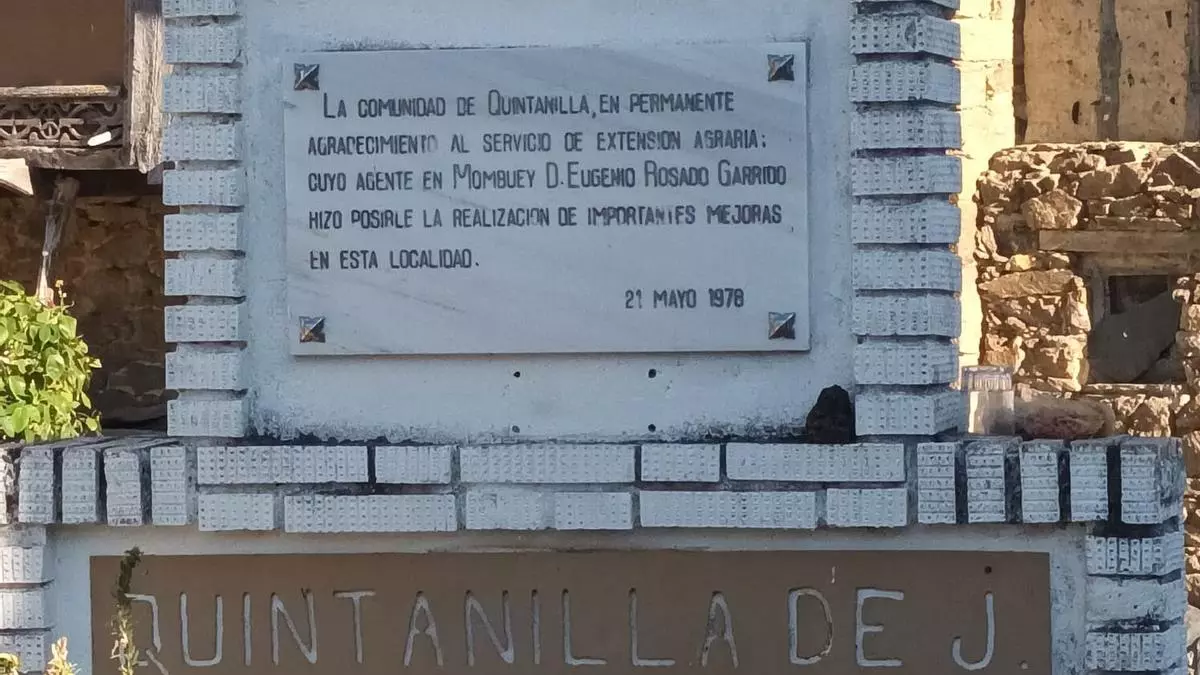 LA COMUNIDAD DE QUINTANILLA, EN PERMANENTE
AGRADECIMIENTO AL SERVICIO DE EXTENSION AGRARIA:
CUYO AGENTE EN MOMBUEY D. EUGENIO ROSADO GARRIDO
HIZO POSIBLE LA REALIZACION DE IMPORTANTES MEJORAS
EN ESTA LOCALIDAD.
21 MAYO 1978
QUINTANILLA DE J.